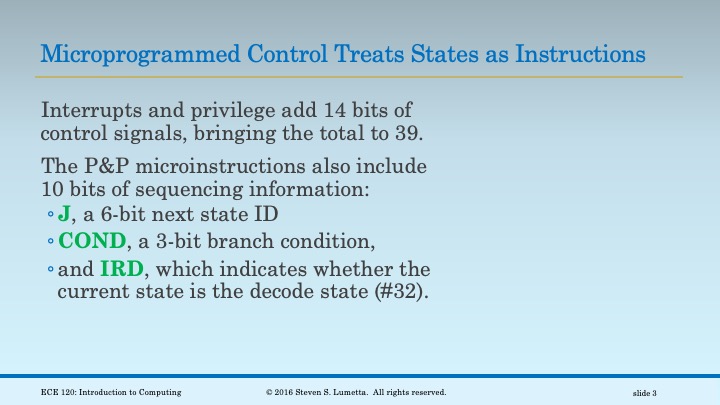 Microprogrammed Control Treats States as Instructions
Interrupts and privilege add 14 bits of
control signals, bringing the total to 39.
The P&P microinstructions also include
10 bits of sequencing information:
◦J, a 6-bit next state ID
◦COND, a 3-bit branch condition,
◦and IRD, which indicates whether the
current state is the decode state (#32).
ECE 120: Introduction to Computing
© 2016 Steven S. Lumetta.  All rights reserved.
slide 3